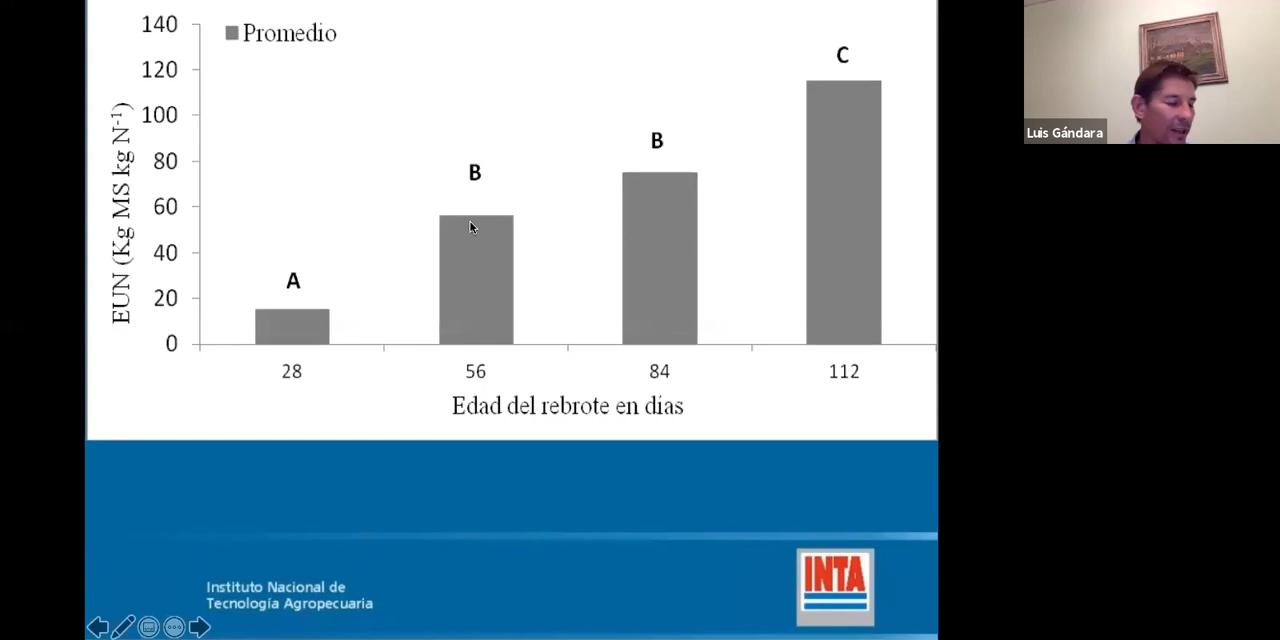 140
Promedio
120
100
80
60
40
20
0
EUN (Kg MS kg N⁻¹)
A
B
B
C
28
56
84
112
Edad del rebrote en días
Instituto Nacional de
Tecnología Agropecuaria
INTA
Luis Gándara